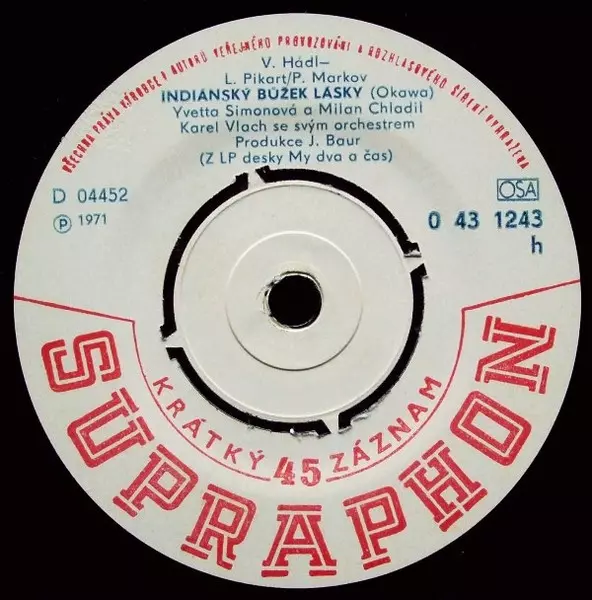 VŠECHNA PRÁVA VÝROBCE I AUTORŮ VEŘEJNÉHO PROVOZOVÁNÍ A ROZHLASOVÉHO ŠÍŘENÍ VYHRAŽENA
V. Hádl–
L. Pikart/P. Markov
INDIÁNSKÝ BŮŽEK LÁSKY (Okawa)
Yvetta Simonová a Milan Chladil
Karel Vlach se svým orchestrem
Produkce J. Baur
(Z LP desky My dva a čas)
D 04452
Ⓟ 1971
OSA
0 43 1243
h
KRÁTKÝ 45 ZÁZNAM
SUPRAPHON